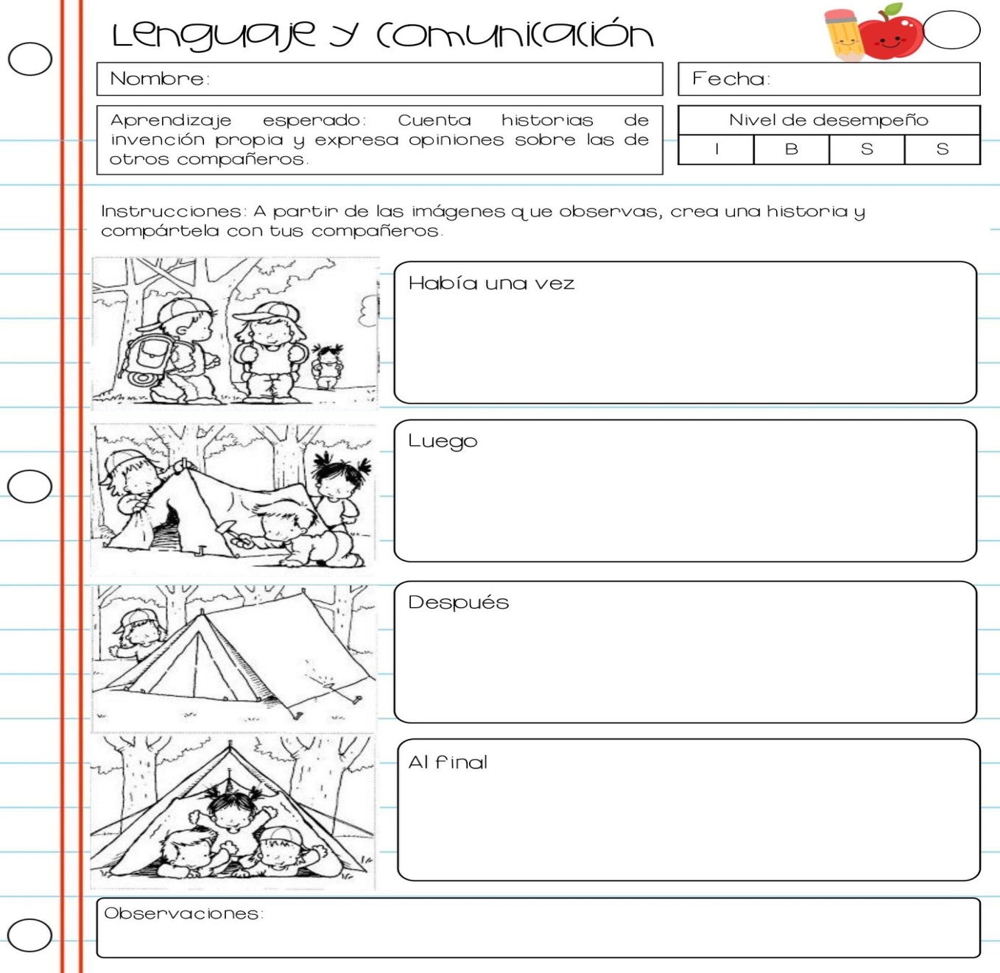 Lenguaje y Comunicación
Nombre:
Fecha:
Aprendizaje esperado: Cuenta historias de
invención propia y expresa opiniones sobre las de
otros compañeros.
Nivel de desempeño
I B S S
Instrucciones: A partir de las imágenes que observas, crea una historia y
compártela con tus compañeros.
Había una vez
Luego
Después
Al final
Observaciones: